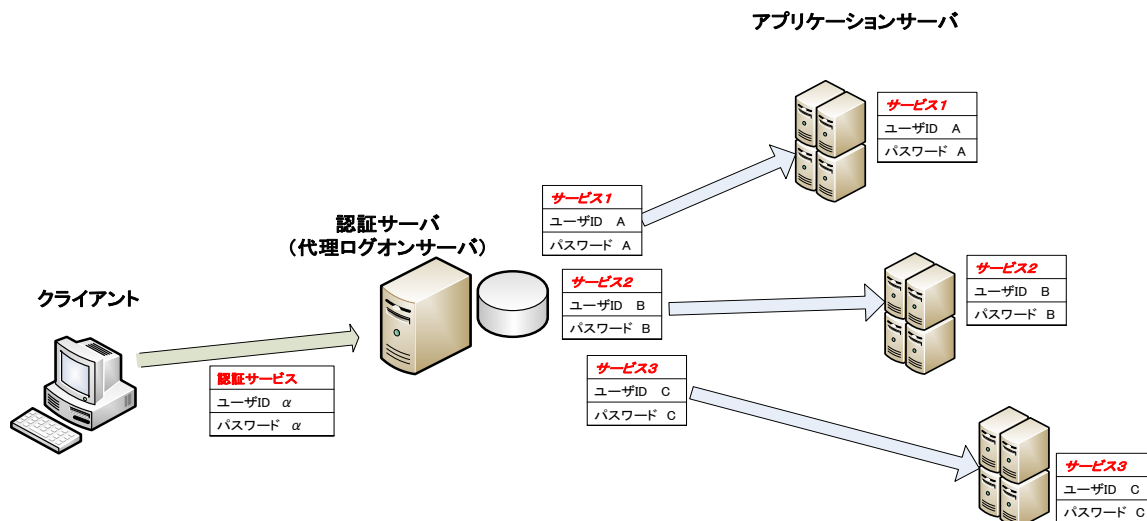 アプリケーションサーバ
サービス1
ユーザID A
パスワード A
サービス1
ユーザID A
パスワード A
認証サーバ
（代理ログオンサーバ）
サービス2
ユーザID B
パスワード B
サービス2
ユーザID B
パスワード B
クライアント
認証サービス
ユーザID α
パスワード α
サービス3
ユーザID C
パスワード C
サービス3
ユーザID C
パスワード C